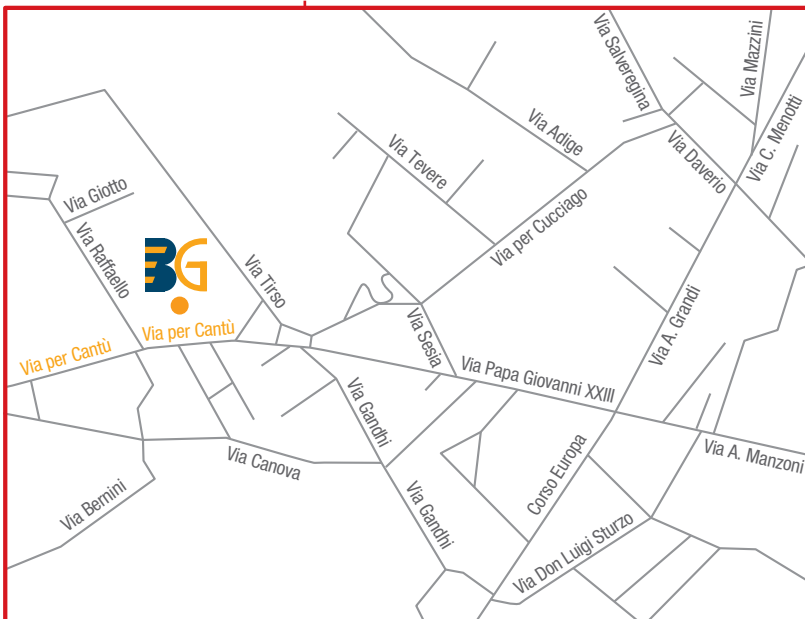 Via Salveregina
Via Mazzini
Via C. Menotti
Via Adige
Via Daverio
Via Tevere
Via Giotto
Via per Cucciago
Via Raffaello
BG
Via Tirso
Via A. Grandi
Via Sesia
Via per Cantù
Via per Cantù
Via Papa Giovanni XXIII
Via Gandhi
Via A. Manzoni
Via Canova
Corso Europa
Via Bernini
Via Gandhi
Via Don Luigi Sturzo